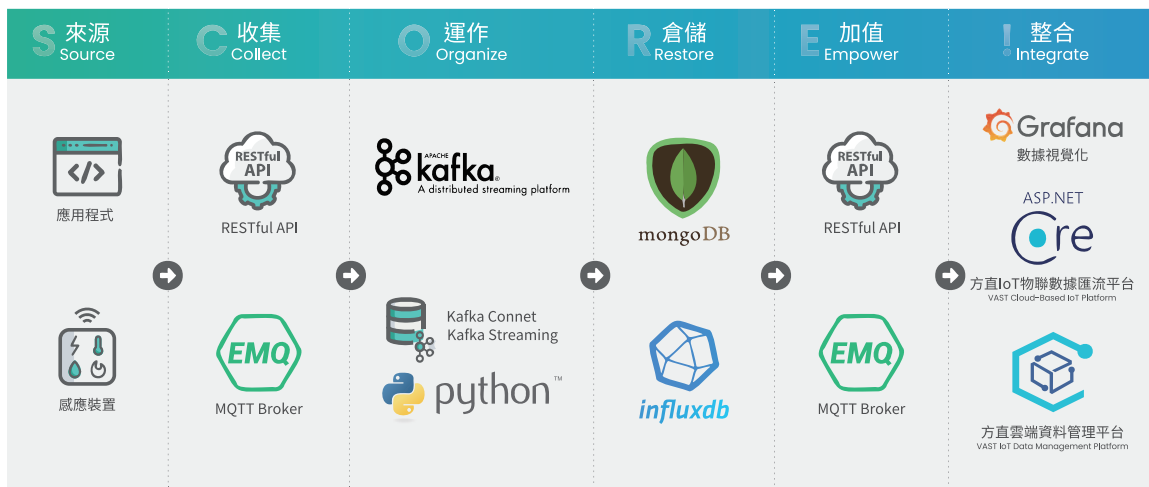 S 來源
Source
C 收集
Collect
O 運作
Organize
R 倉儲
Restore
E 加值
Empower
! 整合
Integrate
</>
應用程式
感應裝置
RESTful
API
RESTful API
EMQ
MQTT Broker
APACHE
kafka®
A distributed streaming platform
Kafka Connet
Kafka Streaming
python™
mongoDB
influxdb
RESTful
API
RESTful API
EMQ
MQTT Broker
Grafana
數據視覺化
ASP.NET
Core
方直IoT物聯數據匯流平台
VAST Cloud-Based IoT Platform
方直雲端資料管理平台
VAST IoT Data Management Platform